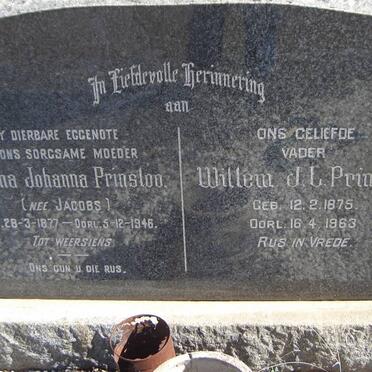 In Liefdevolle Herinnering
aan
Y DIERBARE EGGENOTE
ONS SORGSAME MOEDER
na Johanna Prinsloo.
(NEE JACOBS)
28-3-1877 — OORL. 5-12-1946.
TOT WEERSIENS
ONS GUN U DIE RUS.
ONS GELIEFDE
VADER
Willem J. L. Prin
GEB. 12.2.1875.
OORL. 16.4.1963
RUS IN VREDE.